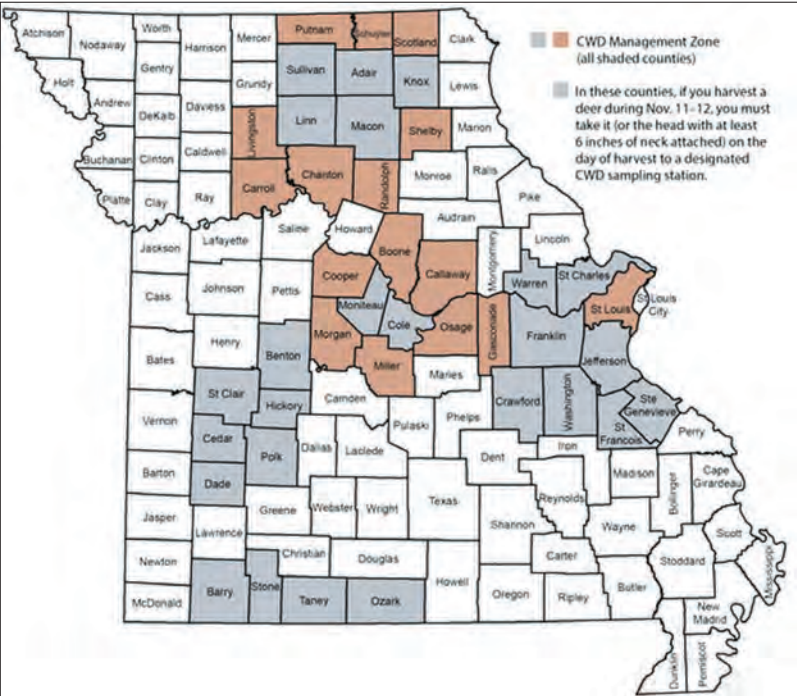 CWD Management Zone
(all shaded counties)
In these counties, if you harvest a
deer during Nov. 11–12, you must
take it (or the head with at least
6 inches of neck attached) on the
day of harvest to a designated
CWD sampling station.
Atchison
Nodaway
Worth
Harrison
Mercer
Putnam
Schuyler
Scotland
Clark
Holt
Gentry
Sullivan
Adair
Knox
Lewis
Andrew
DeKalb
Daviess
Grundy
Livingston
Linn
Macon
Shelby
Marion
Buchanan
Clinton
Caldwell
Platte
Clay
Ray
Carroll
Chariton
Randolph
Monroe
Ralls
Pike
Audrain
Jackson
Lafayette
Saline
Howard
Boone
Callaway
Montgomery
Lincoln
Cass
Johnson
Pettis
Cooper
Moniteau
Cole
Osage
Gasconade
Warren
St Charles
St Louis
St Louis
City
Bates
Henry
Benton
Morgan
Miller
Maries
Franklin
Jefferson
Vernon
St Clair
Hickory
Camden
Pulaski
Phelps
Crawford
Washington
Ste
Genevieve
St
Francois
Perry
Barton
Cedar
Polk
Dallas
Laclede
Dent
Iron
Madison
Bollinger
Cape
Girardeau
Jasper
Dade
Greene
Webster
Wright
Texas
Shannon
Reynolds
Wayne
Scott
Newton
Lawrence
Christian
Douglas
Howell
Carter
Stoddard
Mississippi
McDonald
Barry
Stone
Taney
Ozark
Oregon
Ripley
Butler
New
Madrid
Dunklin
Pemiscot